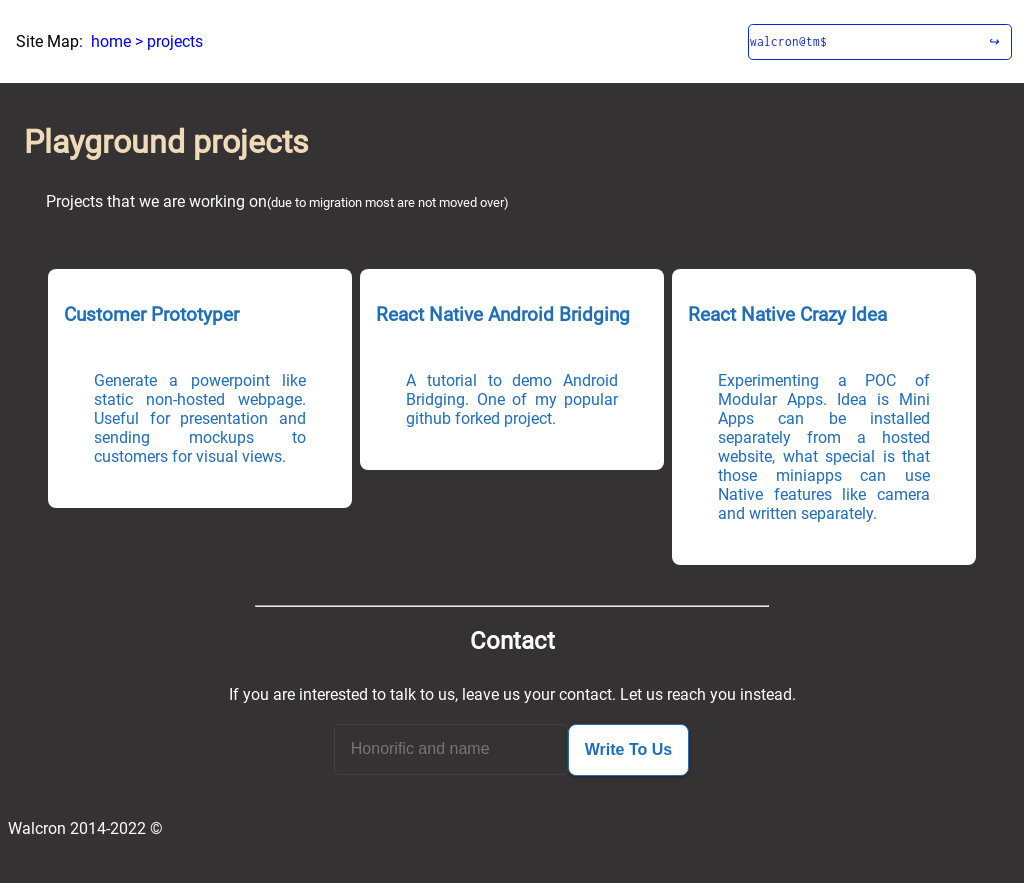 Site Map: home > projects
walcron@tm$ ↪
Playground projects
Projects that we are working on(due to migration most are not moved over)
Customer Prototyper
Generate a powerpoint like
static non-hosted webpage.
Useful for presentation and
sending mockups to
customers for visual views.
React Native Android Bridging
A tutorial to demo Android
Bridging. One of my popular
github forked project.
React Native Crazy Idea
Experimenting a POC of
Modular Apps. Idea is Mini
Apps can be installed
separately from a hosted
website, what special is that
those miniapps can use
Native features like camera
and written separately.
Contact
If you are interested to talk to us, leave us your contact. Let us reach you instead.
Honorific and name
Write To Us
Walcron 2014-2022 ©